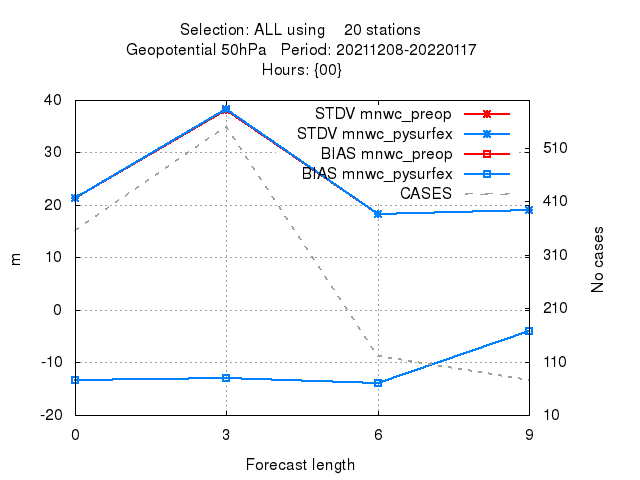 Selection: ALL using    20 stations
Geopotential 50hPa   Period: 20211208-20220117
Hours: {00}
STDV mnwc_preop
STDV mnwc_pysurfex
BIAS mnwc_preop
BIAS mnwc_pysurfex
CASES
40
30
20
10
0
-10
-20
m
510
410
310
210
110
10
No cases
0 3 6 9
Forecast length